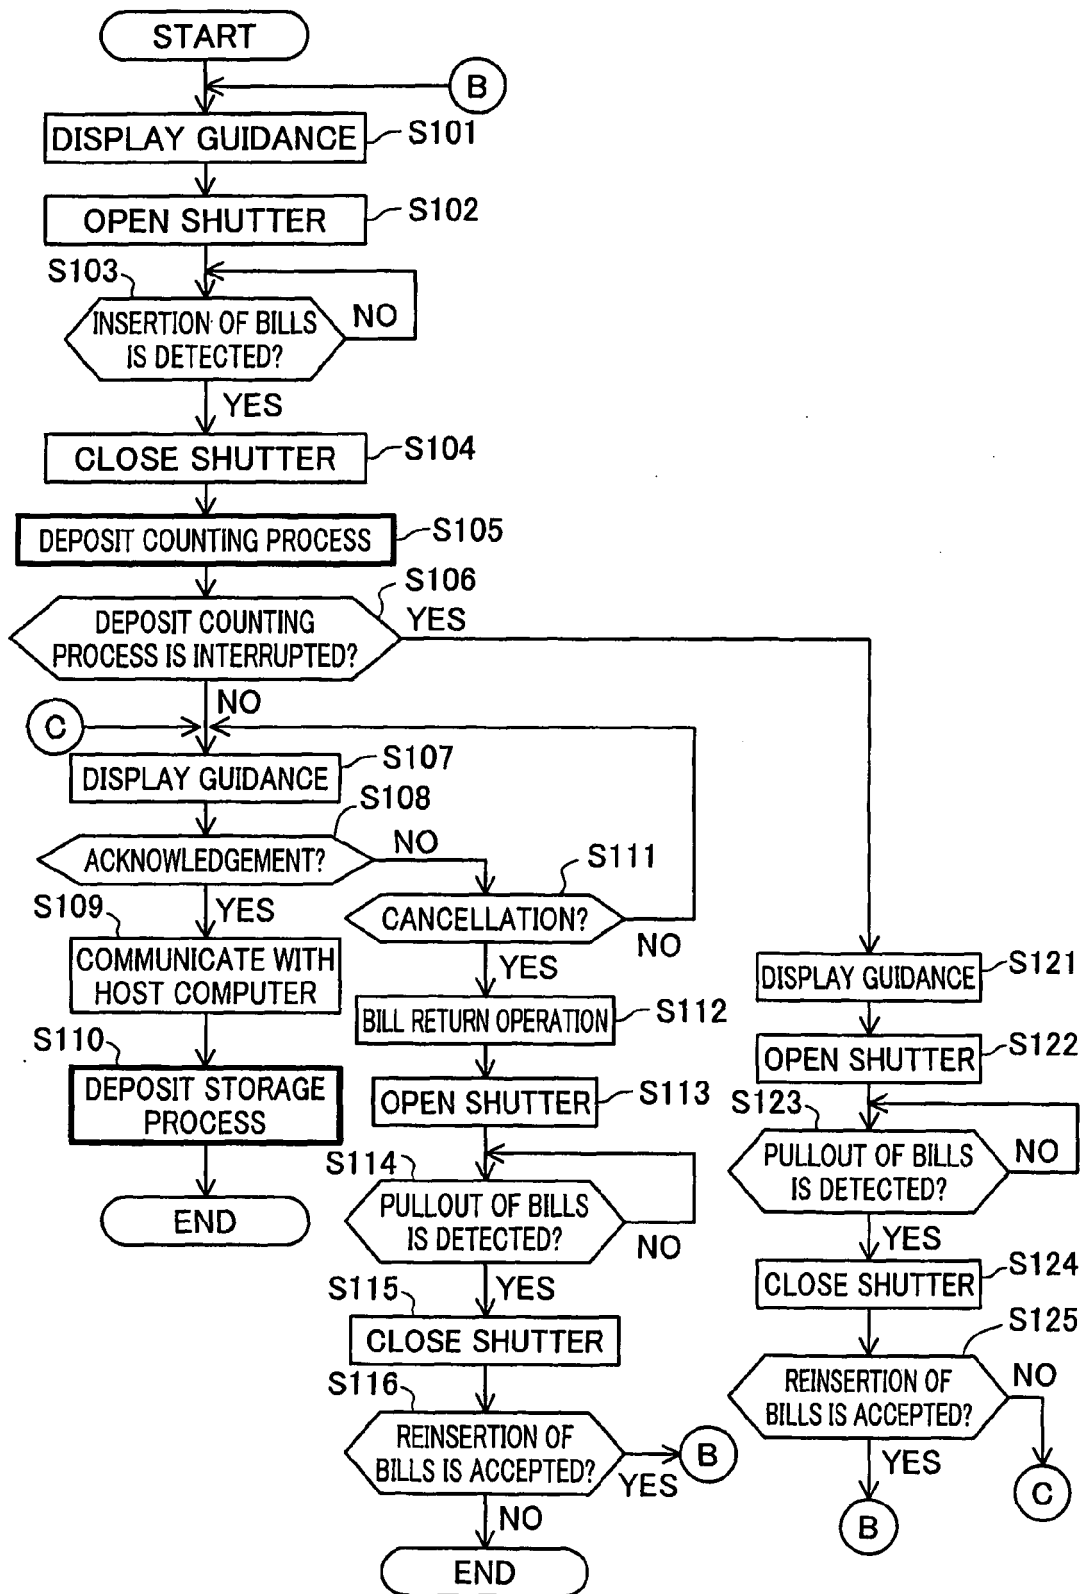 START
B
DISPLAY GUIDANCE
S101
OPEN SHUTTER
S102
S103
INSERTION OF BILLS
IS DETECTED?
NO
YES
CLOSE SHUTTER
S104
DEPOSIT COUNTING PROCESS
S105
S106
DEPOSIT COUNTING
PROCESS IS INTERRUPTED?
YES
NO
C
S107
DISPLAY GUIDANCE
S108
ACKNOWLEDGEMENT?
NO
YES
S109
COMMUNICATE WITH
HOST COMPUTER
S110
DEPOSIT STORAGE
PROCESS
END
S111
CANCELLATION?
NO
YES
BILL RETURN OPERATION
S112
OPEN SHUTTER
S113
S114
PULLOUT OF BILLS
IS DETECTED?
NO
YES
S115
CLOSE SHUTTER
S116
REINSERTION OF
BILLS IS ACCEPTED?
YES
B
NO
END
DISPLAY GUIDANCE
S121
OPEN SHUTTER
S122
S123
PULLOUT OF BILLS
IS DETECTED?
NO
YES
CLOSE SHUTTER
S124
S125
REINSERTION OF
BILLS IS ACCEPTED?
NO
YES
C
B